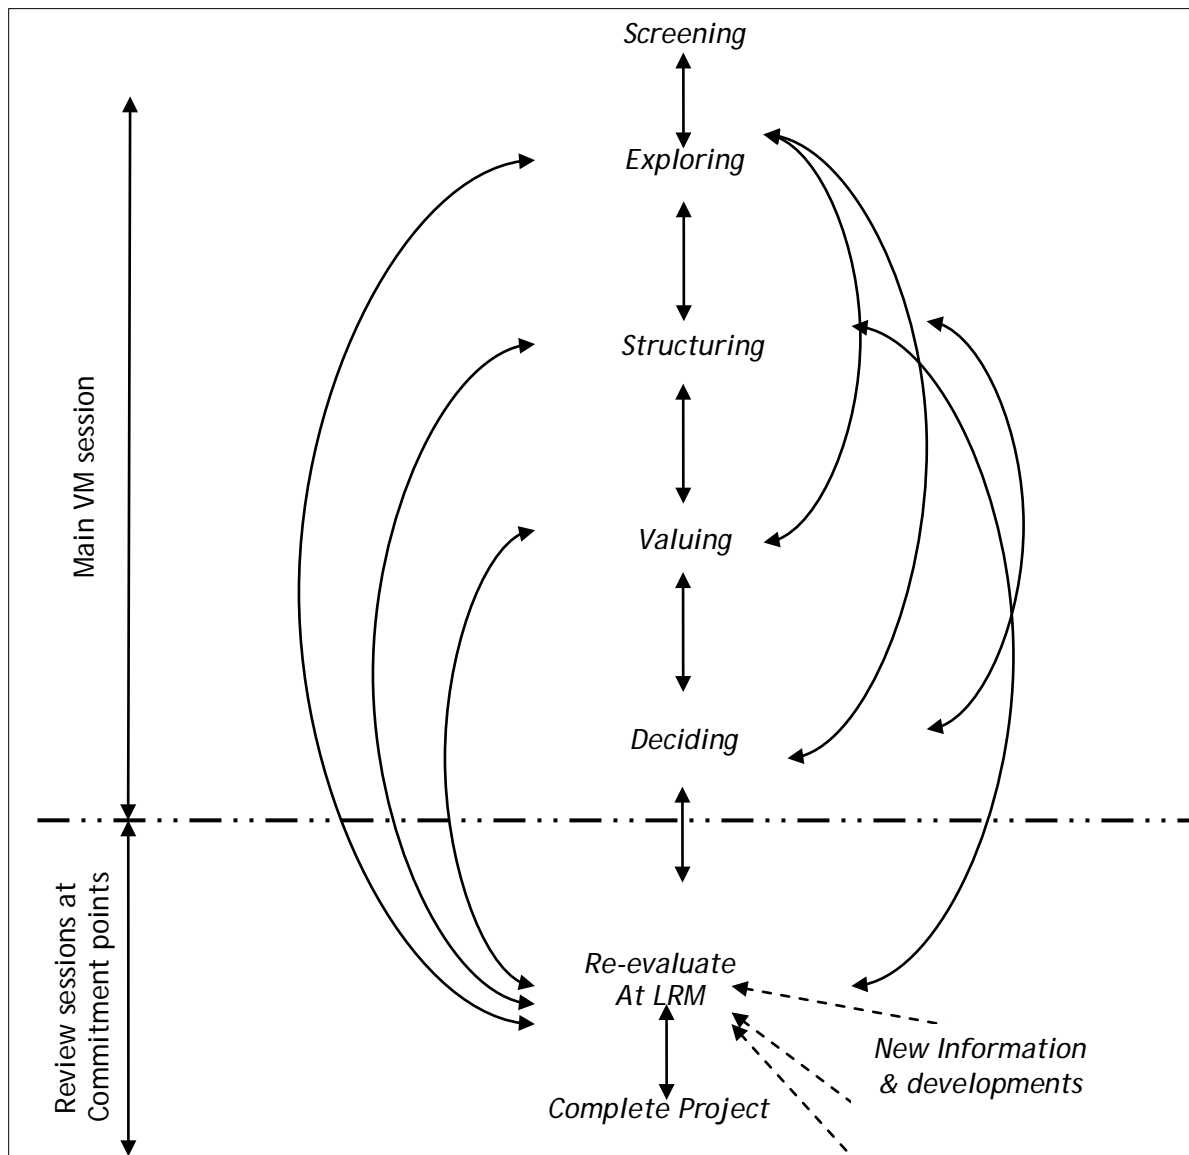 Screening
Exploring
Structuring
Main VM session
Valuing
Deciding
Review sessions at
Commitment points
Re-evaluate
At LRM
New Information
& developments
Complete Project